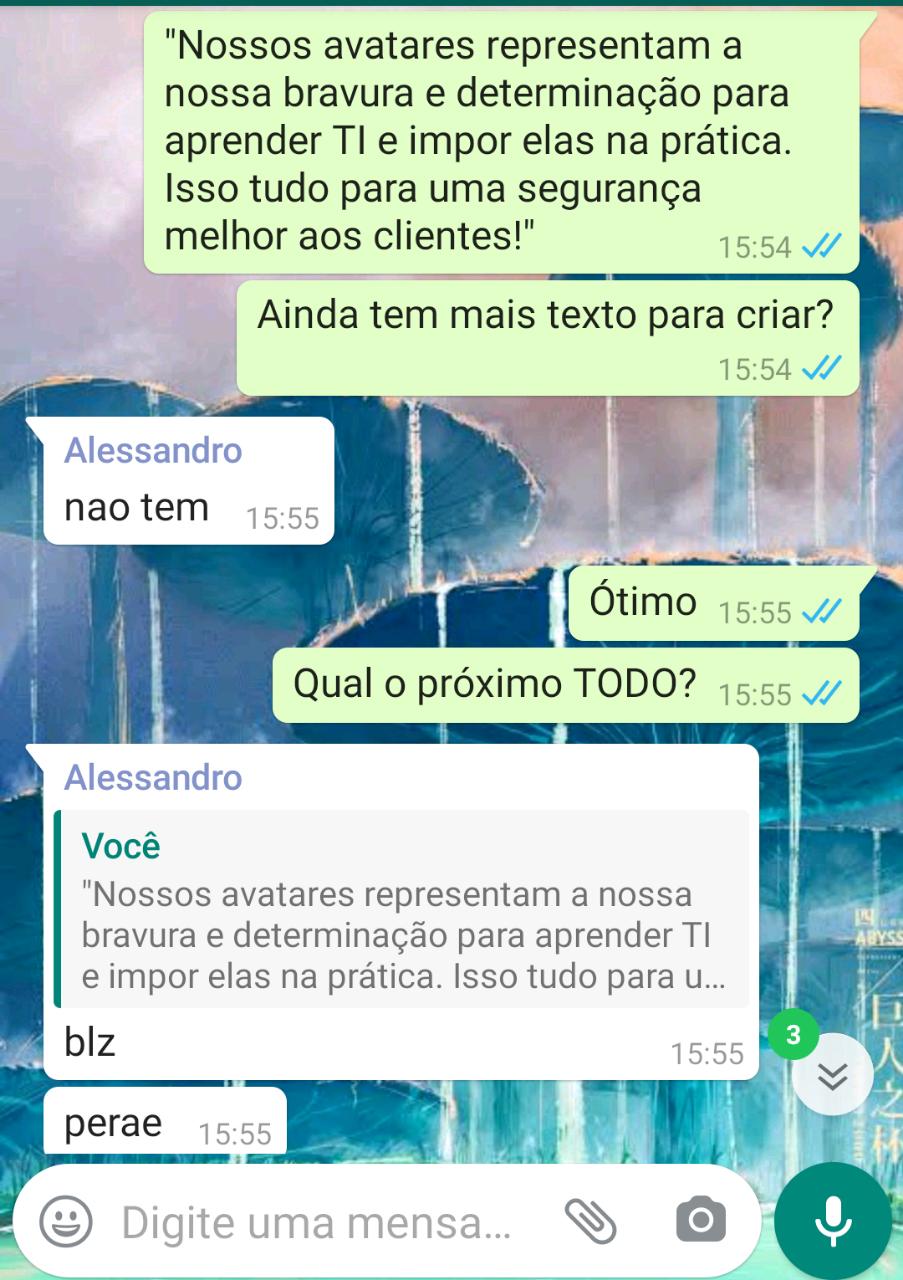 "Nossos avatares representam a
nossa bravura e determinação para
aprender TI e impor elas na prática.
Isso tudo para uma segurança
melhor aos clientes!"
15:54
Ainda tem mais texto para criar?
15:54
Alessandro
nao tem
15:55
Ótimo
15:55
Qual o próximo TODO?
15:55
Alessandro
Você
"Nossos avatares representam a nossa
bravura e determinação para aprender TI
e impor elas na prática. Isso tudo para u...
blz
15:55
3
perae
15:55
ABYSS
巨
人
之
Digite uma mensa...